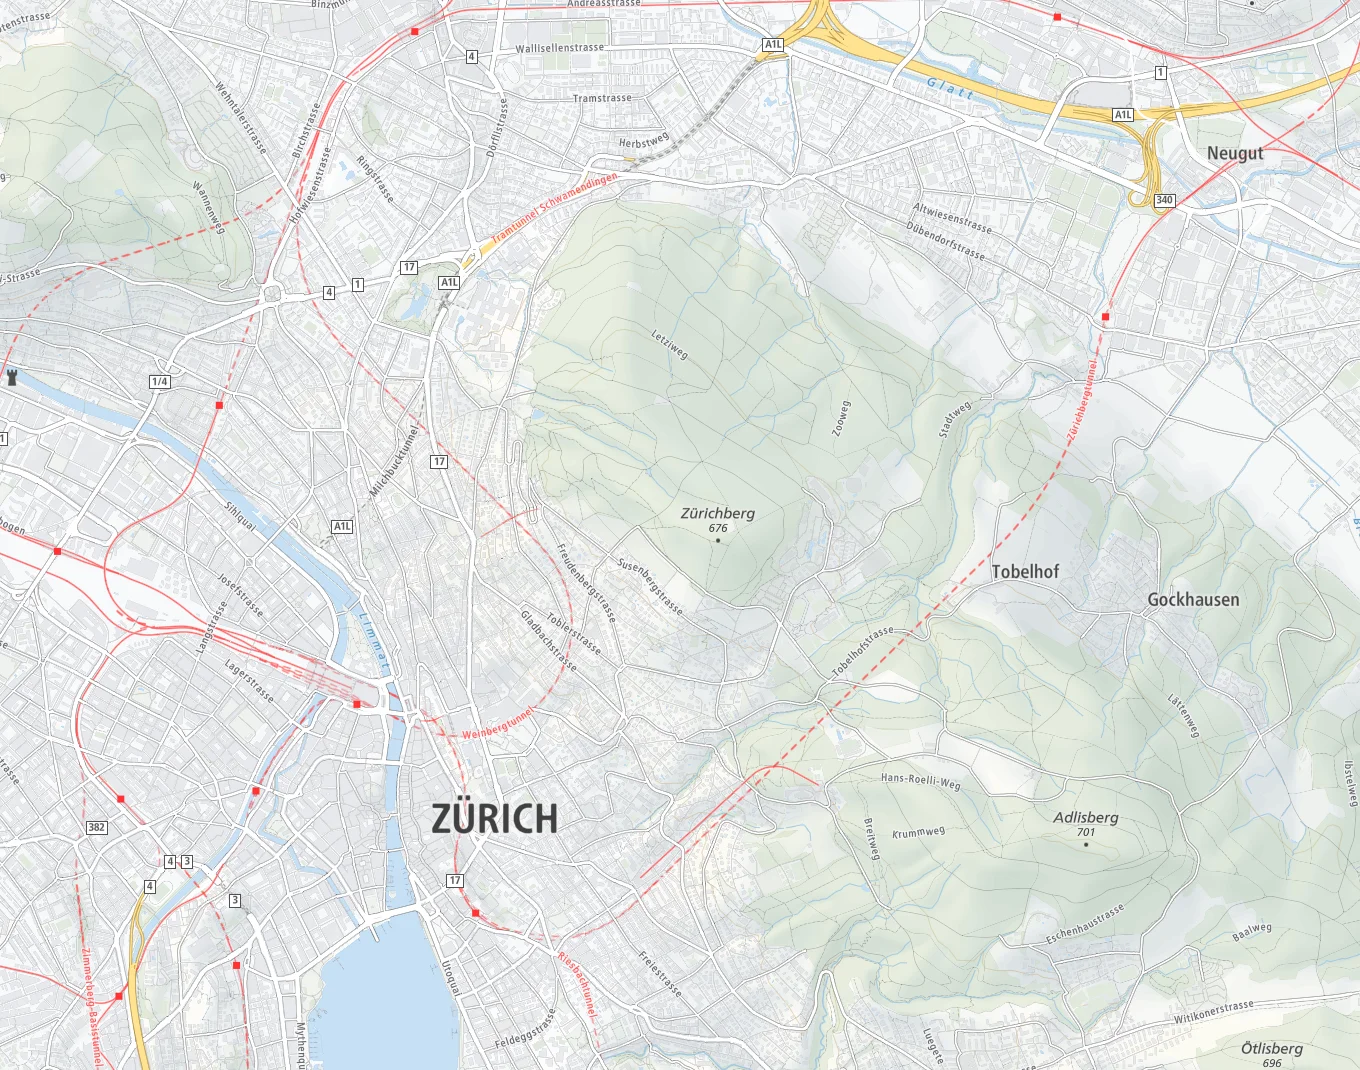 Andreasstrasse
Wallisellenstrasse
4
A1L
Glatt
1
A1L
Wehntalerstrasse
Birchstrasse
Tramstrasse
Dörflistrasse
Herbstweg
Neugut
Ringstrasse
Hofwiesenstrasse
Wannenweg
Tramtunnel Schwamendingen
340
Altwiesenstrasse
Dübendorfstrasse
17
A1L
4
1
Letziweg
1/4
Zooweg
Stadtweg
Zürichbergtunnel
Milchbucktunnel
17
Sihlquai
A1L
Zürichberg
676
Tobelhof
Gockhausen
Josefstrasse
Langstrasse
Lagerstrasse
Limmat
Freudenbergstrasse
Susenbergstrasse
Toblerstrasse
Gladbachstrasse
Tobelhofstrasse
Weinbergtunnel
Lättenweg
Ibstelweg
Hans-Roelli-Weg
Krummweg
Breitweg
Adlisberg
701
ZÜRICH
382
4
3
4
3
17
Eschenhaustrasse
Baalweg
Zimmerberg-Basistunnel
Utoquai
Riesbachtunnel
Freiestrasse
Feldeggstrasse
Witikonerstrasse
Ötlisberg
696